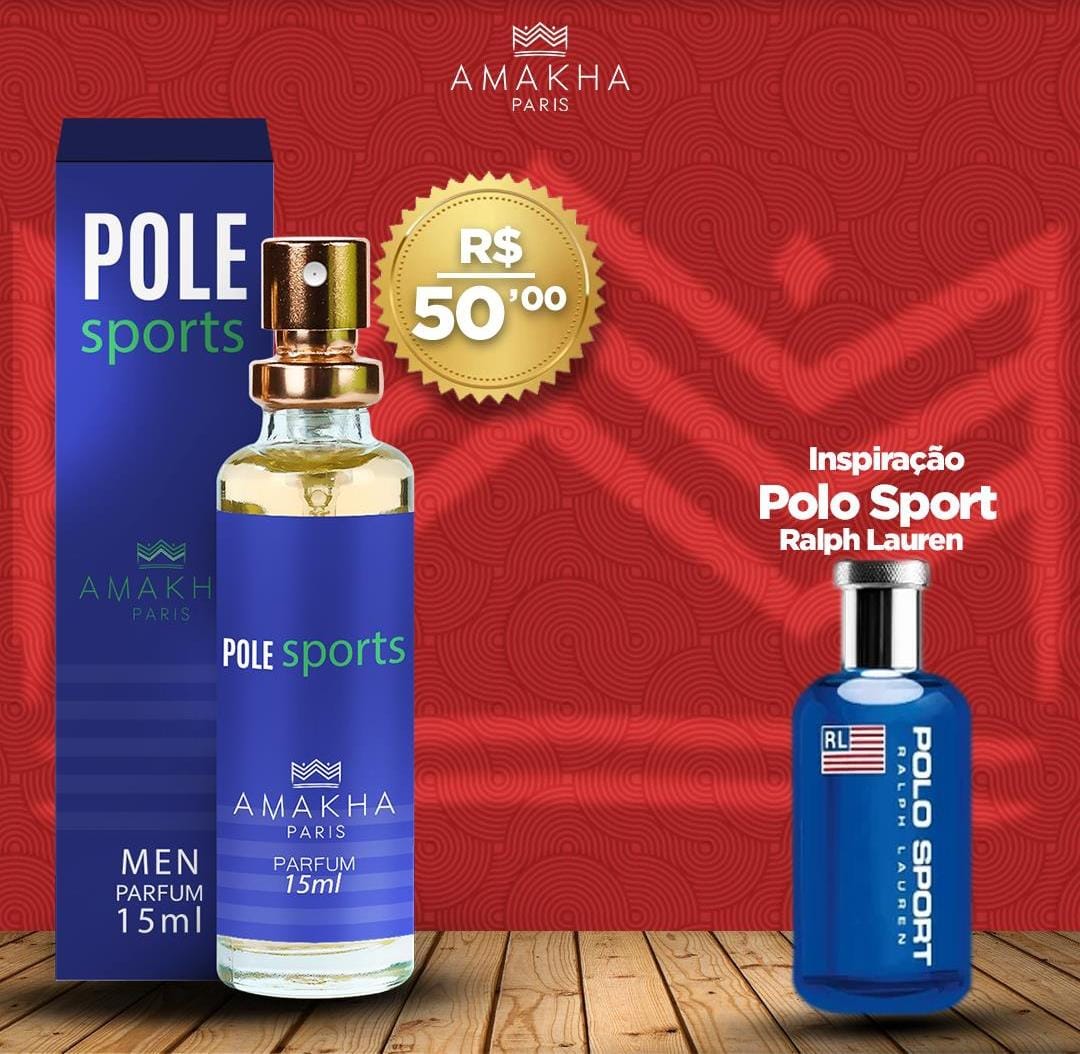 AMAKHA
PARIS
POLE
sports
AMAKH
PARIS
MEN
PARFUM
15ml
POLE sports
AMAKHA
PARIS
PARFUM
15ml
R$
50,00
Inspiração
Polo Sport
Ralph Lauren
RL
POLO SPORT
RALPH LAUREN